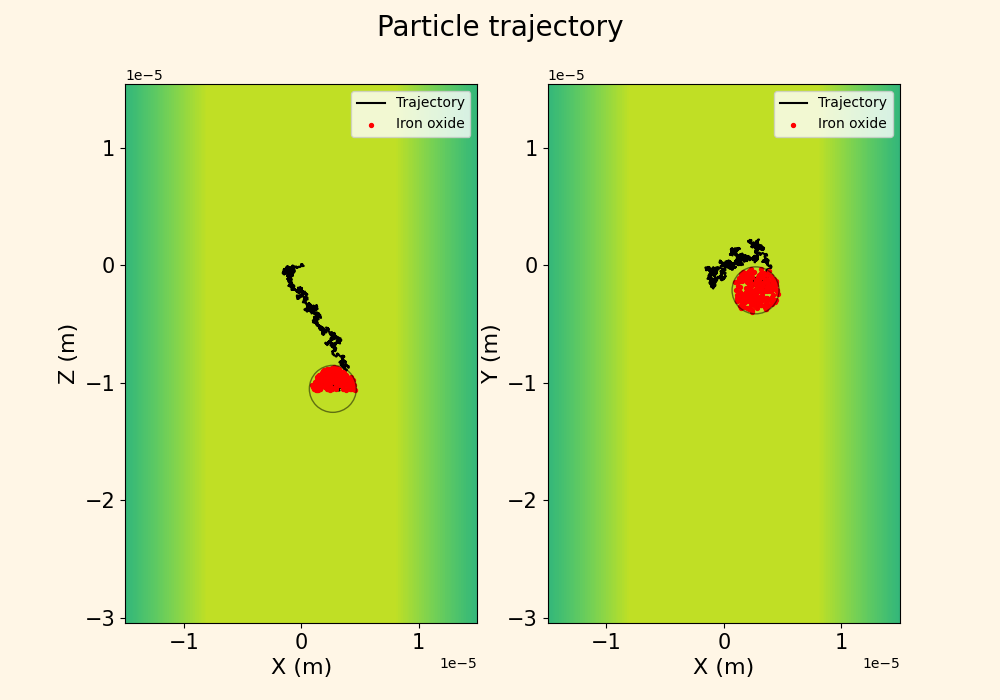 Particle trajectory
1e−5
Trajectory
Iron oxide
1
0
−1
−2
−3
Z (m)
−1
0
1
X (m)
1e−5
1e−5
Trajectory
Iron oxide
1
0
−1
−2
−3
Y (m)
−1
0
1
X (m)
1e−5